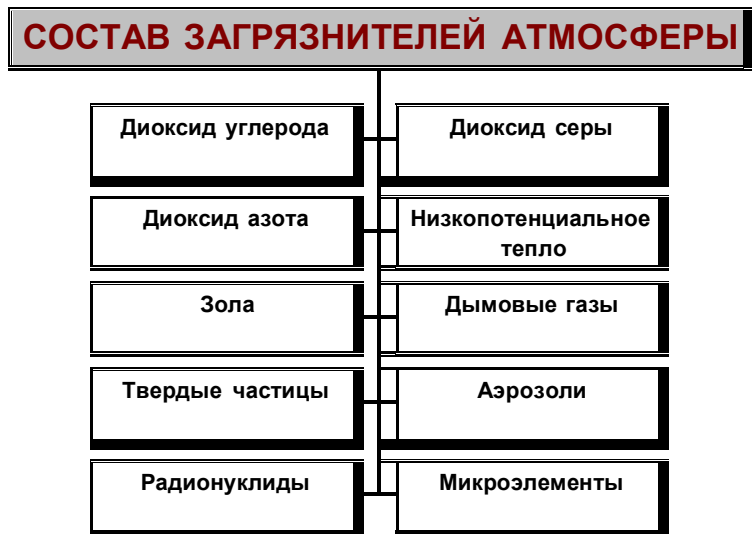 СОСТАВ ЗАГРЯЗНИТЕЛЕЙ АТМОСФЕРЫ
Диоксид углерода
Диоксид серы
Диоксид азота
Низкопотенциальное
тепло
Зола
Дымовые газы
Твердые частицы
Аэрозоли
Радионуклиды
Микроэлементы